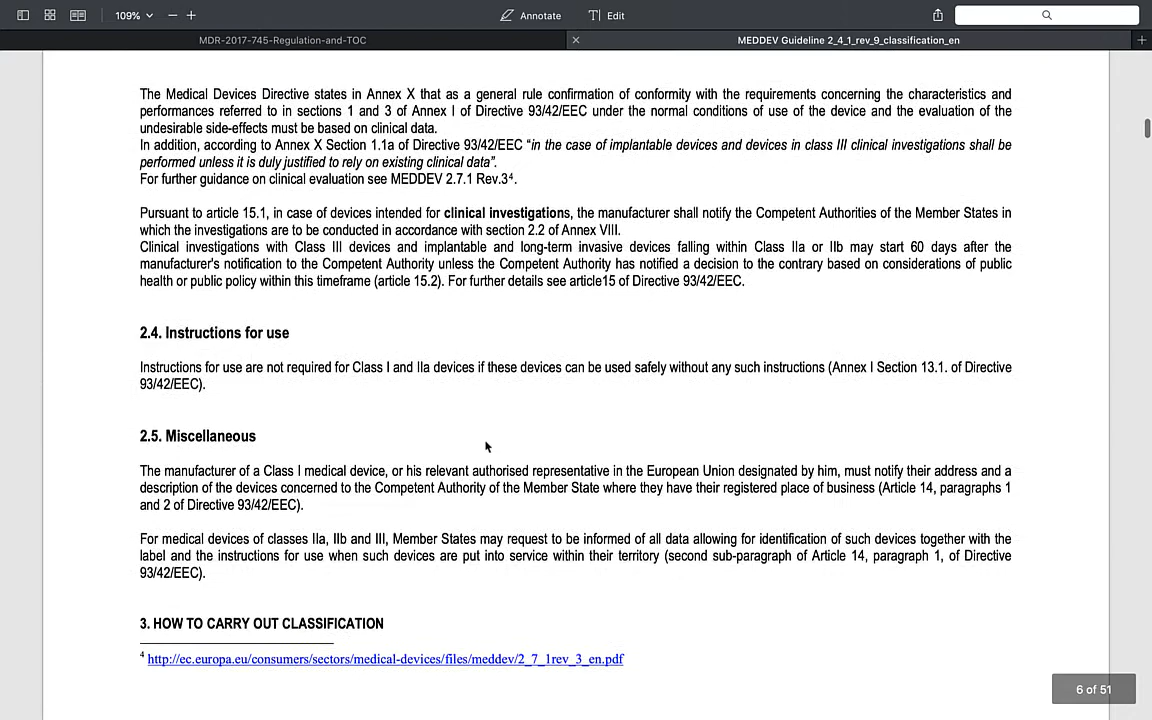 109%
Annotate
Edit
MDR-2017-745-Regulation-and-TOC
MEDDEV Guideline 2_4_1_rev_9_classification_en
The Medical Devices Directive states in Annex X that as a general rule confirmation of conformity with the requirements concerning the characteristics and
performances referred to in sections 1 and 3 of Annex I of Directive 93/42/EEC under the normal conditions of use of the device and the evaluation of the
undesirable side-effects must be based on clinical data.
In addition, according to Annex X Section 1.1a of Directive 93/42/EEC “in the case of implantable devices and devices in class III clinical investigations shall be
performed unless it is duly justified to rely on existing clinical data”.
For further guidance on clinical evaluation see MEDDEV 2.7.1 Rev.3⁴.
Pursuant to article 15.1, in case of devices intended for clinical investigations, the manufacturer shall notify the Competent Authorities of the Member States in
which the investigations are to be conducted in accordance with section 2.2 of Annex VIII.
Clinical investigations with Class III devices and implantable and long-term invasive devices falling within Class IIa or IIb may start 60 days after the
manufacturer's notification to the Competent Authority unless the Competent Authority has notified a decision to the contrary based on considerations of public
health or public policy within this timeframe (article 15.2). For further details see article15 of Directive 93/42/EEC.
2.4. Instructions for use
Instructions for use are not required for Class I and IIa devices if these devices can be used safely without any such instructions (Annex I Section 13.1. of Directive
93/42/EEC).
2.5. Miscellaneous
The manufacturer of a Class I medical device, or his relevant authorised representative in the European Union designated by him, must notify their address and a
description of the devices concerned to the Competent Authority of the Member State where they have their registered place of business (Article 14, paragraphs 1
and 2 of Directive 93/42/EEC).
For medical devices of classes IIa, IIb and III, Member States may request to be informed of all data allowing for identification of such devices together with the
label and the instructions for use when such devices are put into service within their territory (second sub-paragraph of Article 14, paragraph 1, of Directive
93/42/EEC).
3. HOW TO CARRY OUT CLASSIFICATION
⁴ http://ec.europa.eu/consumers/sectors/medical-devices/files/meddev/2_7_1rev_3_en.pdf
6 of 51